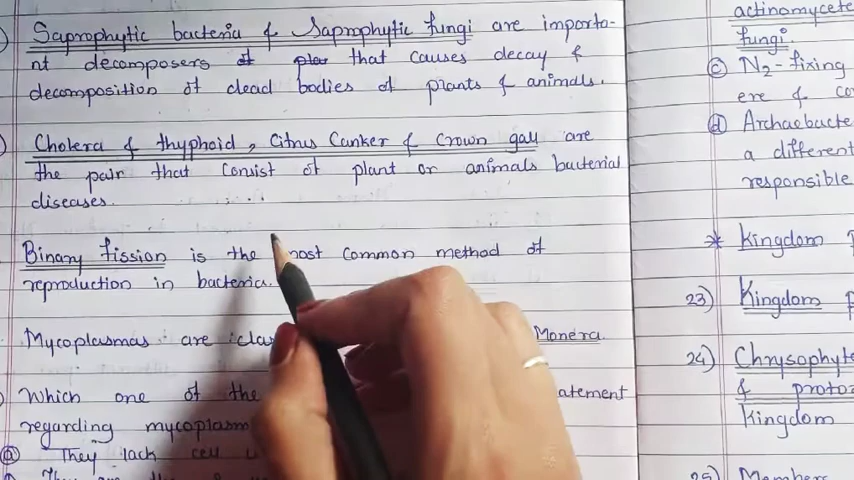 Saprophytic bacteria & Saprophytic fungi are importa-
nt decomposers that causes decay &
decomposition of dead bodies of plants & animals.
Cholera & thyphoid, Citrus Canker & Crown gall are
the pair that consist of plant or animals bacterial
diseases.
Binary fission is the most common method of
reproduction in bacteria.
Mycoplasmas are Monera.
Which one of the atement
regarding mycoplasm
(a) They lack cell
actinomycete
fungi
(c) N2-fixing
ere & co
(d) Archaebacte
a different
responsible
* Kingdom
23) Kingdom
24) Chrysophyte
& protoz
Kingdom
25) Members